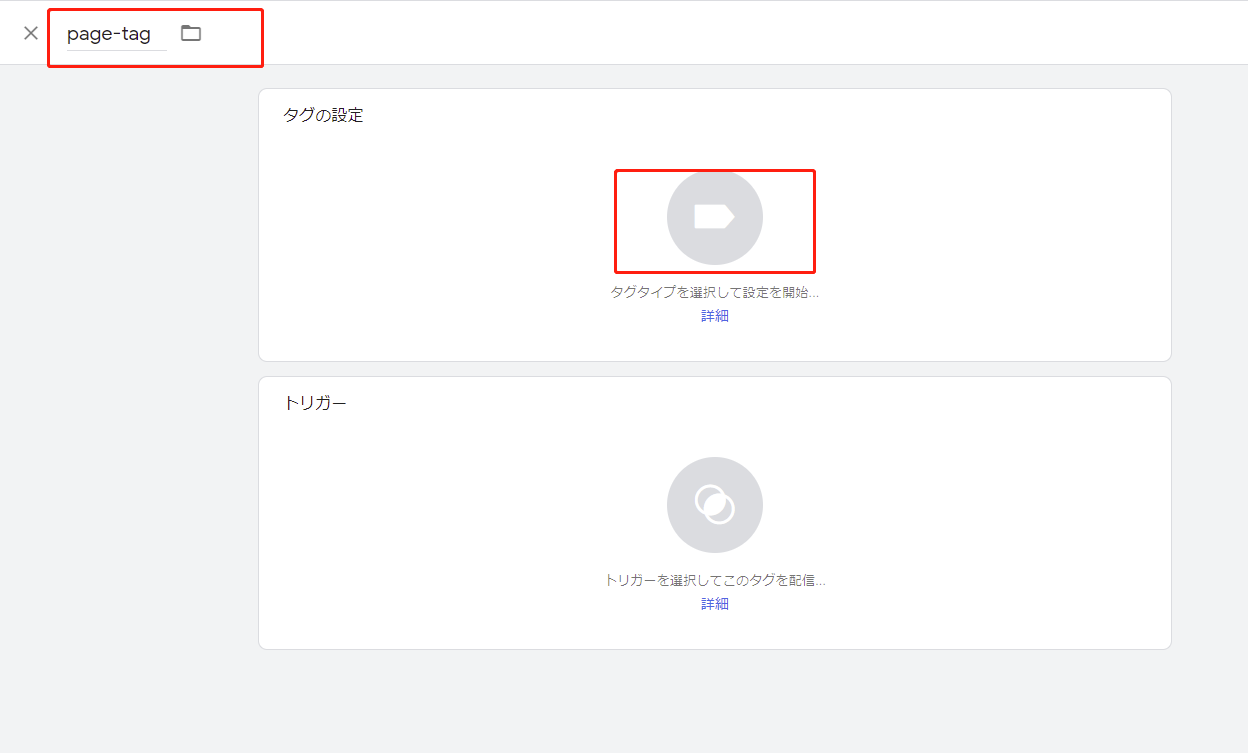 page-tag
タグの設定
タグタイプを選択して設定を開始...
詳細
トリガー
トリガーを選択してこのタグを配信...
詳細